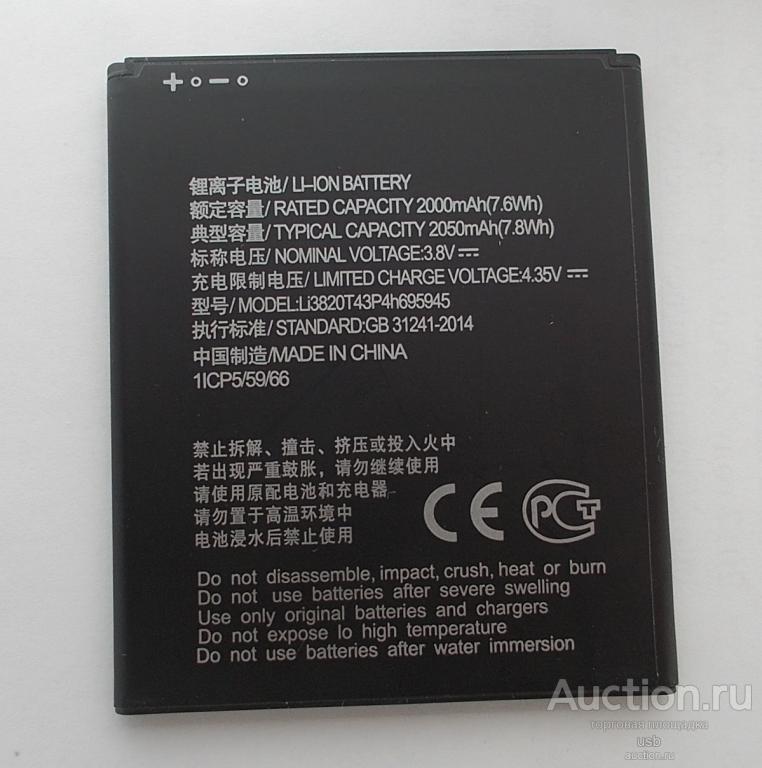 + o − o
锂离子电池/ LI-ION BATTERY
额定容量/ RATED CAPACITY 2000mAh(7.6Wh)
典型容量/ TYPICAL CAPACITY 2050mAh(7.8Wh)
标称电压/ NOMINAL VOLTAGE:3.8V⎓
充电限制电压/ LIMITED CHARGE VOLTAGE:4.35V⎓
型号/ MODEL:Li3820T43P4h695945
执行标准/ STANDARD:GB 31241-2014
中国制造/MADE IN CHINA
1ICP5/59/66
禁止拆解、撞击、挤压或投入火中
若出现严重鼓胀，请勿继续使用
请使用原配电池和充电器
请勿置于高温环境中
电池浸水后禁止使用
CE PCT
Do not disassemble, impact, crush, heat or burn
Do not use batteries after severe swelling
Use only original batteries and chargers
Do not expose lo high temperature
Do not use batteries after water immersion
Auction.ru
торговая площадка
usb
auction.ru